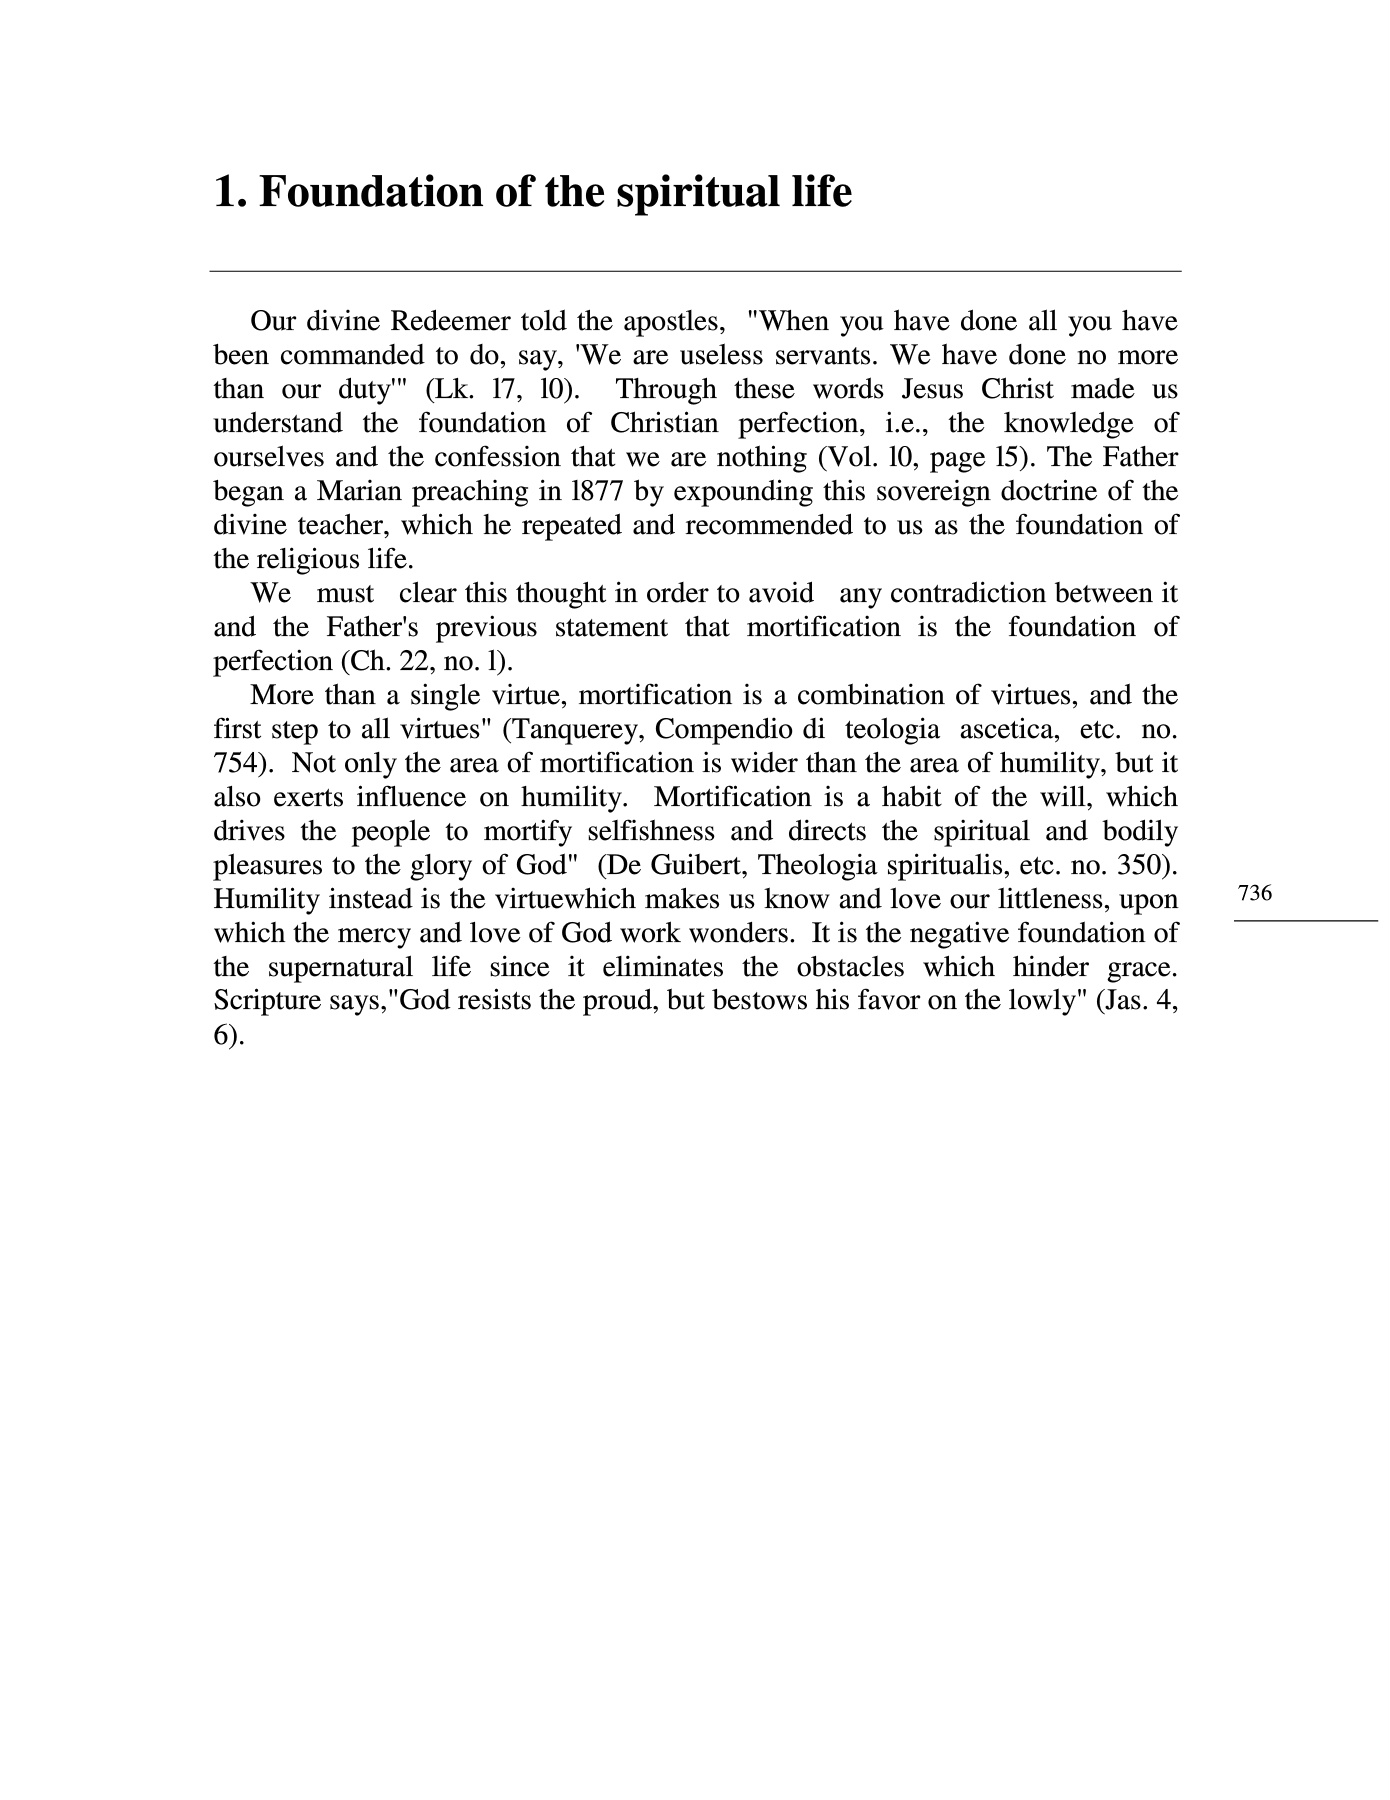 1. Foundation of the spiritual life
Our divine Redeemer told the apostles, "When you have done all you have
been commanded to do, say, 'We are useless servants. We have done no more
than our duty'" (Lk. 17, 10). Through these words Jesus Christ made us
understand the foundation of Christian perfection, i.e., the knowledge of
ourselves and the confession that we are nothing (Vol. l0, page l5). The Father
began a Marian preaching in l877 by expounding this sovereign doctrine of the
divine teacher, which he repeated and recommended to us as the foundation of
the religious life.
We must clear this thought in order to avoid any contradiction between it
and the Father's previous statement that mortification is the foundation of
perfection (Ch. 22, no. l).
More than a single virtue, mortification is a combination of virtues, and the
first step to all virtues" (Tanquerey, Compendio di teologia ascetica, etc. no.
754). Not only the area of mortification is wider than the area of humility, but it
also exerts influence on humility. Mortification is a habit of the will, which
drives the people to mortify selfishness and directs the spiritual and bodily
pleasures to the glory of God" (De Guibert, Theologia spiritualis, etc. no. 350).
Humility instead is the virtuewhich makes us know and love our littleness, upon
which the mercy and love of God work wonders. It is the negative foundation of
the supernatural life since it eliminates the obstacles which hinder grace.
Scripture says,"God resists the proud, but bestows his favor on the lowly" (Jas. 4,
6).
736